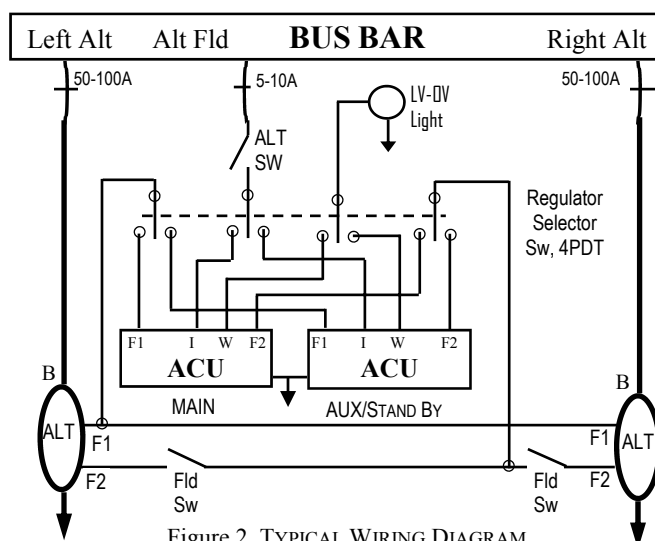 Left Alt Alt Fld BUS BAR Right Alt
50-100A 5-10A 50-100A
LV-OV
Light
ALT
SW
Regulator
Selector
Sw, 4PDT
F1 I W F2 F1 I W F2
ACU ACU
MAIN AUX/STAND BY
B B
ALT ALT
F1 F1
F2 F2
Fld
Sw
Fld
Sw
Figure 2 TYPICAL WIRING DIAGRAM